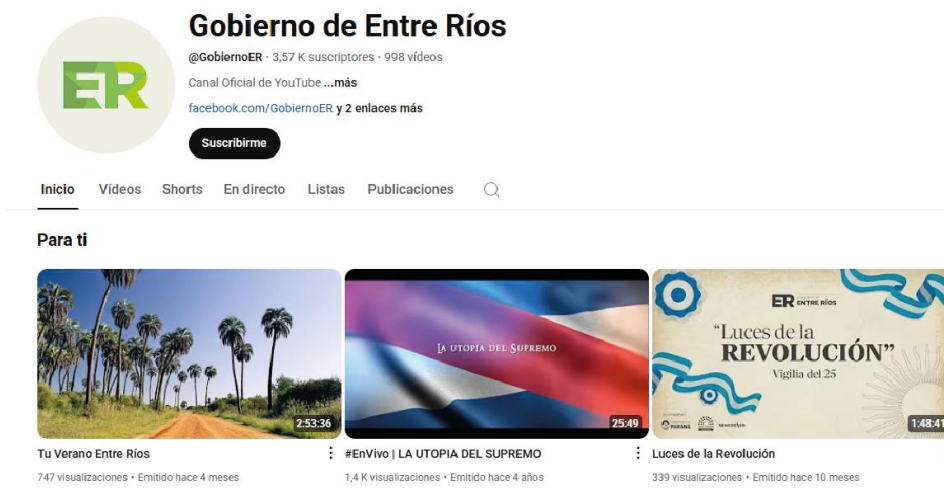 Gobierno de Entre Ríos
@GobiernoER · 3,57 K suscriptores · 998 vídeos
Canal Oficial de YouTube ...más
facebook.com/GobiernoER y 2 enlaces más
Suscribirme
Inicio Vídeos Shorts En directo Listas Publicaciones
Para ti
2:53:36
LA UTOPÍA DEL SUPREMO
25:49
ER ENTRE RÍOS
"Luces de la
REVOLUCIÓN"
Vigilia del 25
PARANÁ
1:48:41
Tu Verano Entre Ríos
747 visualizaciones • Emitido hace 4 meses
#EnVivo | LA UTOPIA DEL SUPREMO
1,4 K visualizaciones • Emitido hace 4 años
Luces de la Revolución
339 visualizaciones • Emitido hace 10 meses